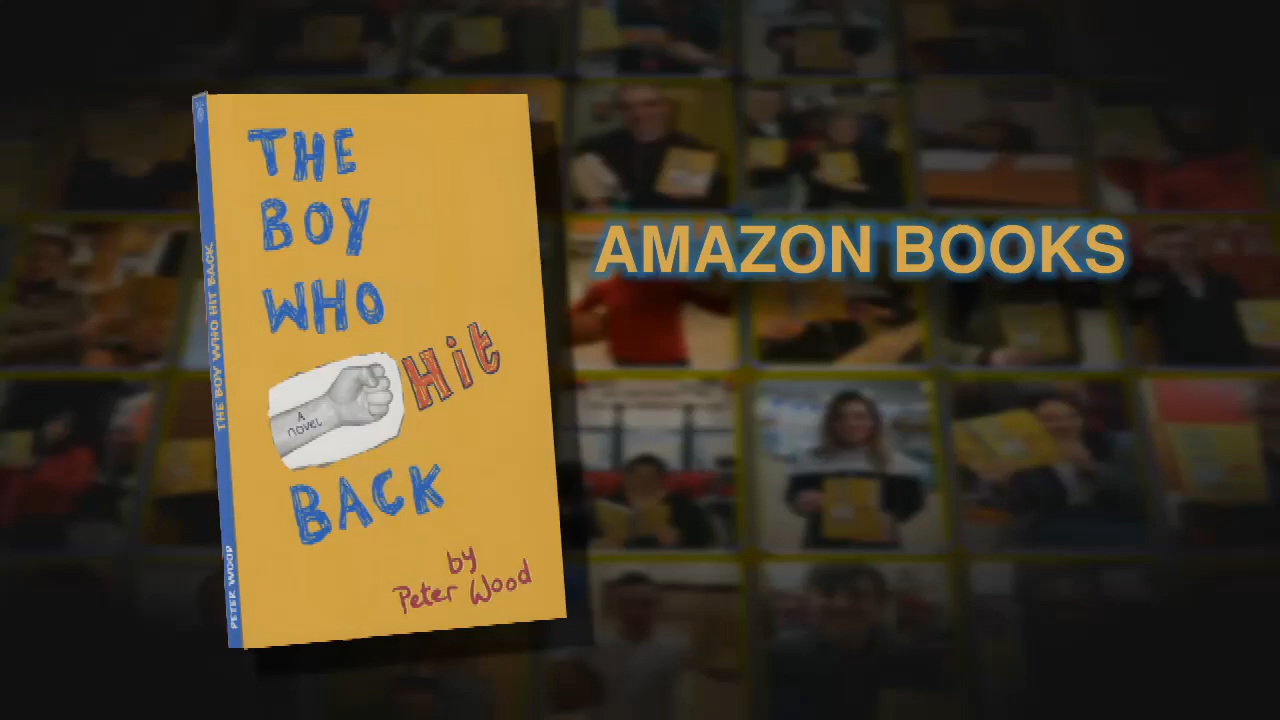 THE
BOY
WHO
Hit
A
novel
BACK
by
Peter Wood
THE BOY WHO HIT BACK
PETER WOOD
AMAZON BOOKS